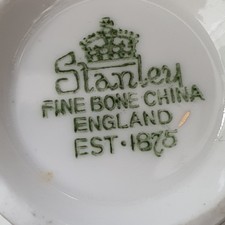 Stanley
FINE BONE CHINA
ENGLAND
EST·1875